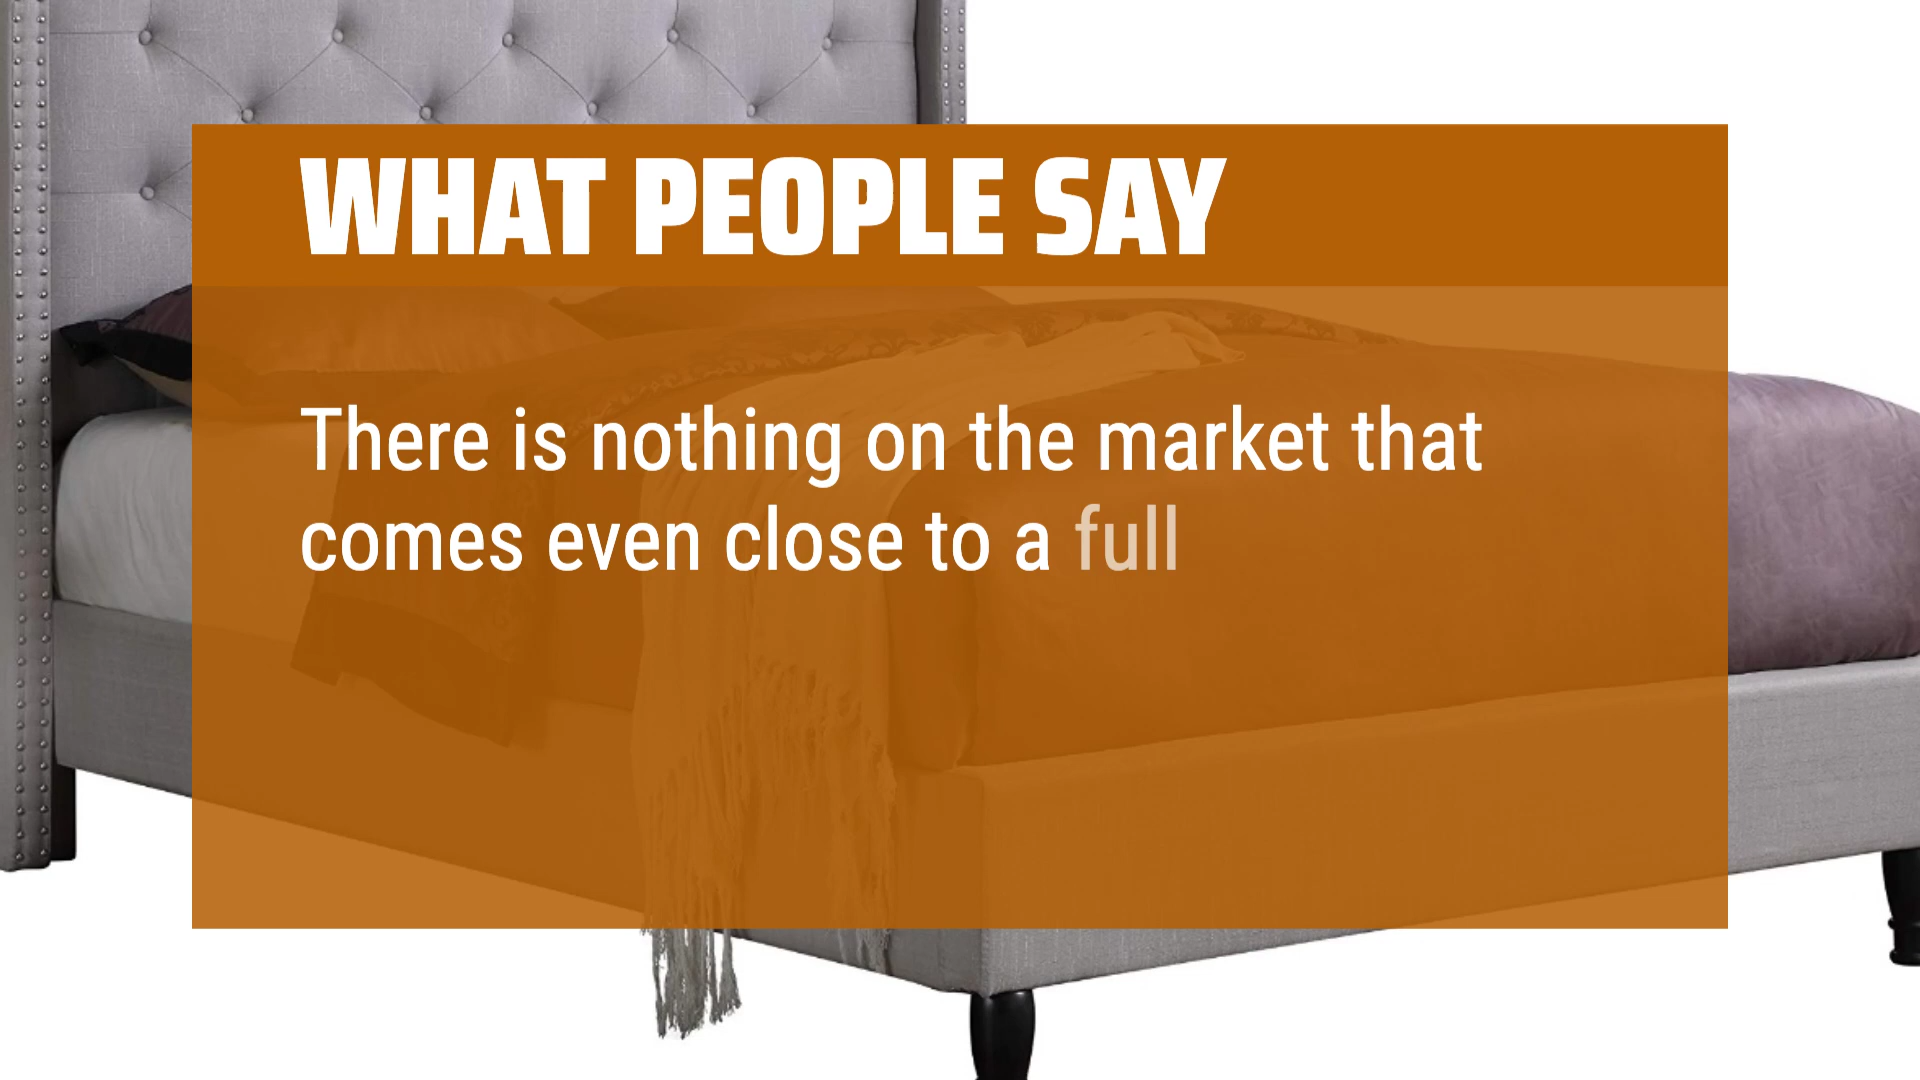 WHAT PEOPLE SAY
There is nothing on the market that
comes even close to a full